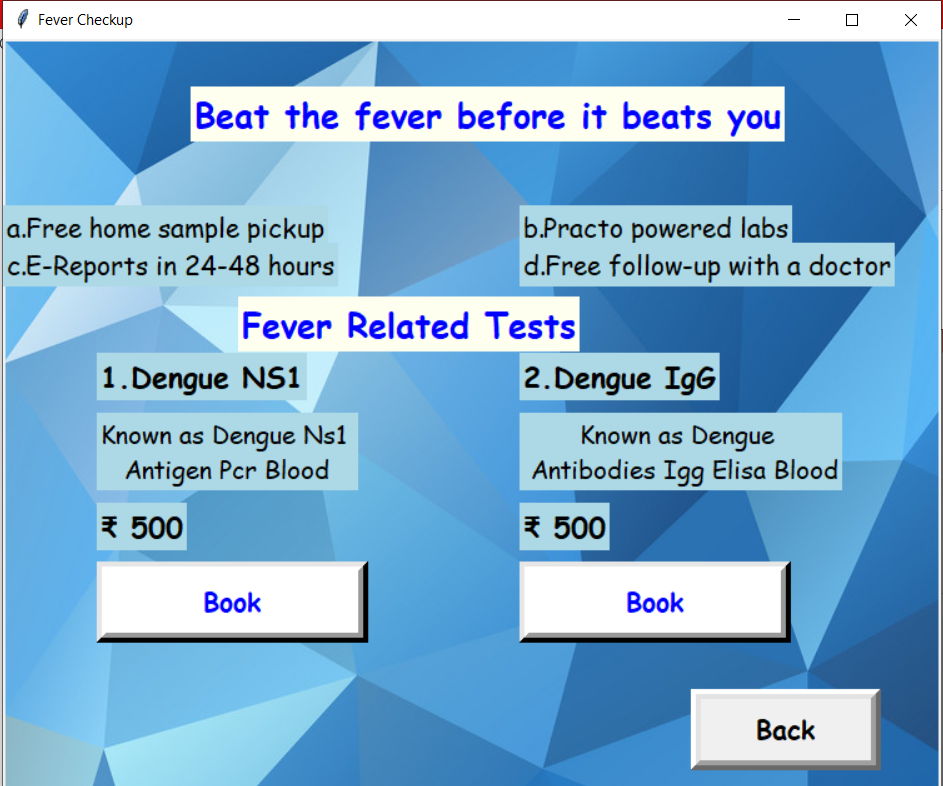 Fever Checkup
Beat the fever before it beats you
a.Free home sample pickup
b.Practo powered labs
c.E-Reports in 24-48 hours
d.Free follow-up with a doctor
Fever Related Tests
1.Dengue NS1
2.Dengue IgG
Known as Dengue Ns1
Antigen Pcr Blood
Known as Dengue
Antibodies Igg Elisa Blood
₹ 500
₹ 500
Book
Book
Back